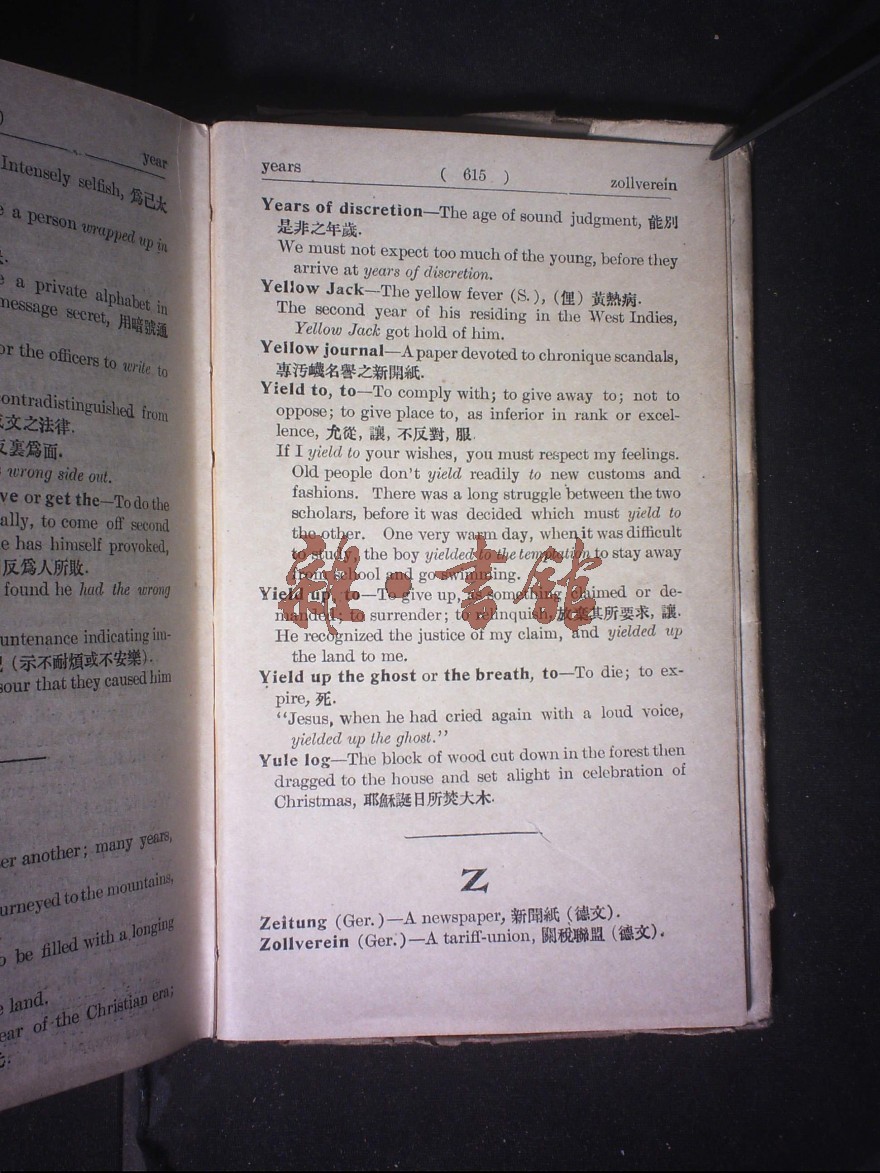 )
year
Intensely selfish, 爲己太
a person wrapped up in
a private alphabet in
message secret, 用暗號通
or the officers to write to
contradistinguished from
文之法律.
反裏爲面.
wrong side out.
ve or get the—To do the
ally, to come off second
e has himself provoked,
反爲人所敗.
found he had the wrong
untenance indicating im-
(示不耐煩或不安樂).
sour that they caused him
er another; many years,
urneyed to the mountains,
o be filled with a longing
e land.
ear of the Christian era;
years
( 615 )
zollverein
Years of discretion—The age of sound judgment, 能別
是非之年歲.
We must not expect too much of the young, before they
arrive at years of discretion.
Yellow Jack—The yellow fever (S.), (俚) 黃熱病.
The second year of his residing in the West Indies,
Yellow Jack got hold of him.
Yellow journal—A paper devoted to chronique scandals,
專汚衊名譽之新聞紙.
Yield to, to—To comply with; to give away to; not to
oppose; to give place to, as inferior in rank or excel-
lence, 允從, 讓, 不反對, 服.
If I yield to your wishes, you must respect my feelings.
Old people don't yield readily to new customs and
fashions. There was a long struggle between the two
scholars, before it was decided which must yield to
the other. One very warm day, when it was difficult
to study, the boy yielded to the temptation to stay away
from school and go swimming.
Yield up, to—To give up, as something claimed or de-
manded; to surrender; to relinquish, 放棄其所要求, 讓.
He recognized the justice of my claim, and yielded up
the land to me.
Yield up the ghost or the breath, to—To die; to ex-
pire, 死.
"Jesus, when he had cried again with a loud voice,
yielded up the ghost."
Yule log—The block of wood cut down in the forest then
dragged to the house and set alight in celebration of
Christmas, 耶穌誕日所焚大木.
Z
Zeitung (Ger.)—A newspaper, 新聞紙 (德文).
Zollverein (Ger.)—A tariff-union, 關稅聯盟 (德文).
雜·書館